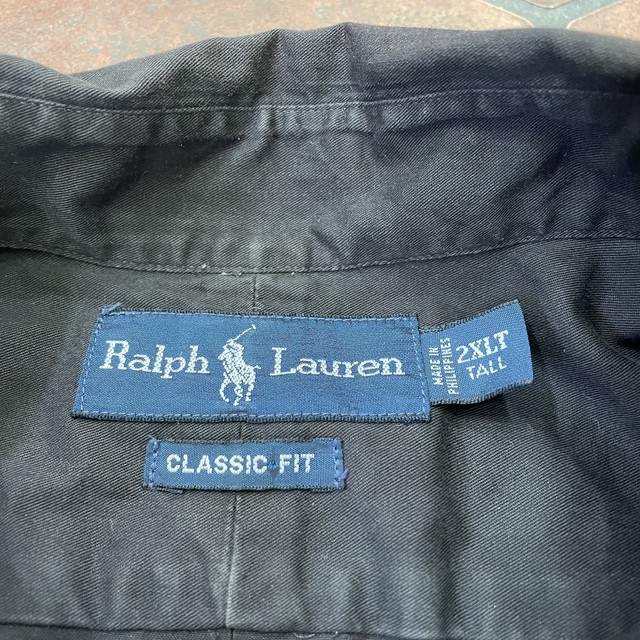 Ralph Lauren
MADE IN
PHILIPPINES
2XLT
TALL
CLASSIC FIT